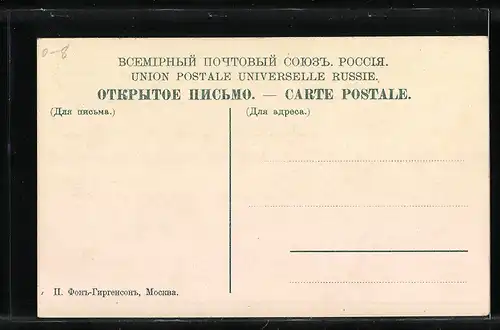 o-8
ВСЕМІРНЫЙ ПОЧТОВЫЙ СОЮЗЪ. РОССІЯ.
UNION POSTALE UNIVERSELLE RUSSIE.
ОТКРЫТОЕ ПИСЬМО. — CARTE POSTALE.
(Для письма.) (Для адреса.)
П. Фонъ-Гиргенсонъ, Москва.